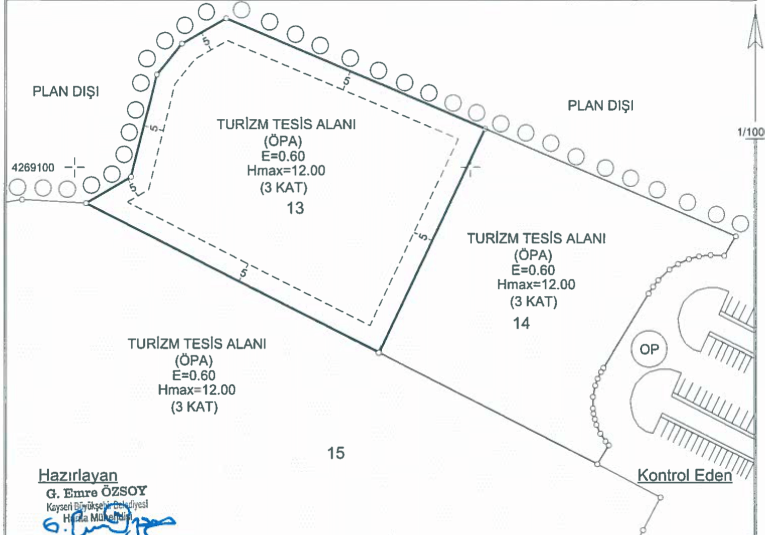 PLAN DIŞI
PLAN DIŞI
1/100
4269100
5
5
5
5
5
5
TURİZM TESİS ALANI
(ÖPA)
E=0.60
Hmax=12.00
(3 KAT)
13
TURİZM TESİS ALANI
(ÖPA)
E=0.60
Hmax=12.00
(3 KAT)
14
OP
TURİZM TESİS ALANI
(ÖPA)
E=0.60
Hmax=12.00
(3 KAT)
15
Hazırlayan
G. Emre ÖZSOY
Kayseri Büyükşehir Belediyesi
Harita Mühendisi
Kontrol Eden